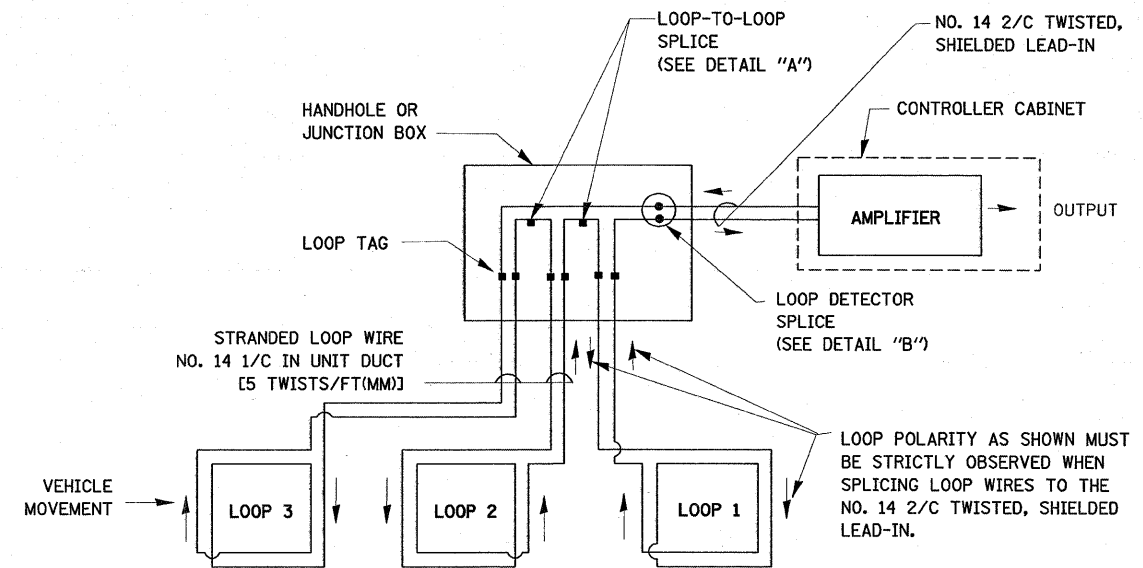 LOOP-TO-LOOP
SPLICE
(SEE DETAIL "A")
NO. 14 2/C TWISTED,
SHIELDED LEAD-IN
HANDHOLE OR
JUNCTION BOX
CONTROLLER CABINET
AMPLIFIER
OUTPUT
LOOP TAG
LOOP DETECTOR
SPLICE
(SEE DETAIL "B")
STRANDED LOOP WIRE
NO. 14 1/C IN UNIT DUCT
[5 TWISTS/FT(MM)]
LOOP POLARITY AS SHOWN MUST
BE STRICTLY OBSERVED WHEN
SPLICING LOOP WIRES TO THE
NO. 14 2/C TWISTED, SHIELDED
LEAD-IN.
VEHICLE
MOVEMENT
LOOP 3
LOOP 2
LOOP 1